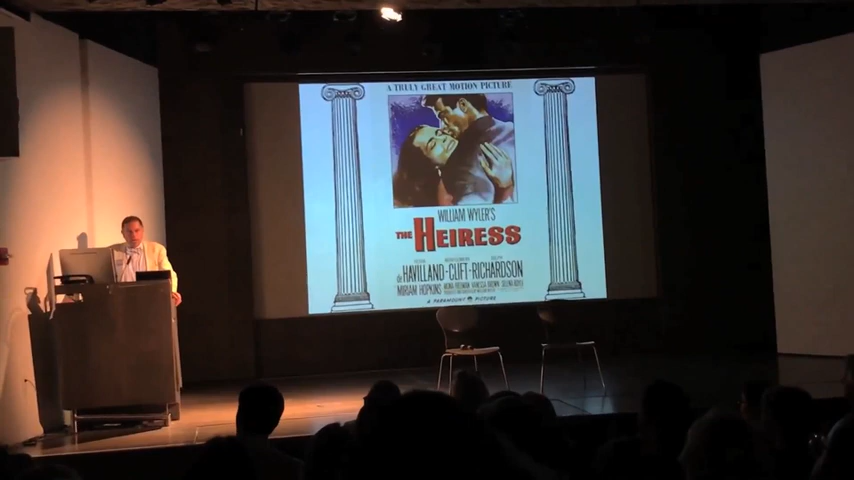 A TRULY GREAT MOTION PICTURE
WILLIAM WYLER'S
THE HEIRESS
de HAVILLAND - CLIFT - RICHARDSON
MIRIAM HOPKINS
A PARAMOUNT PICTURE